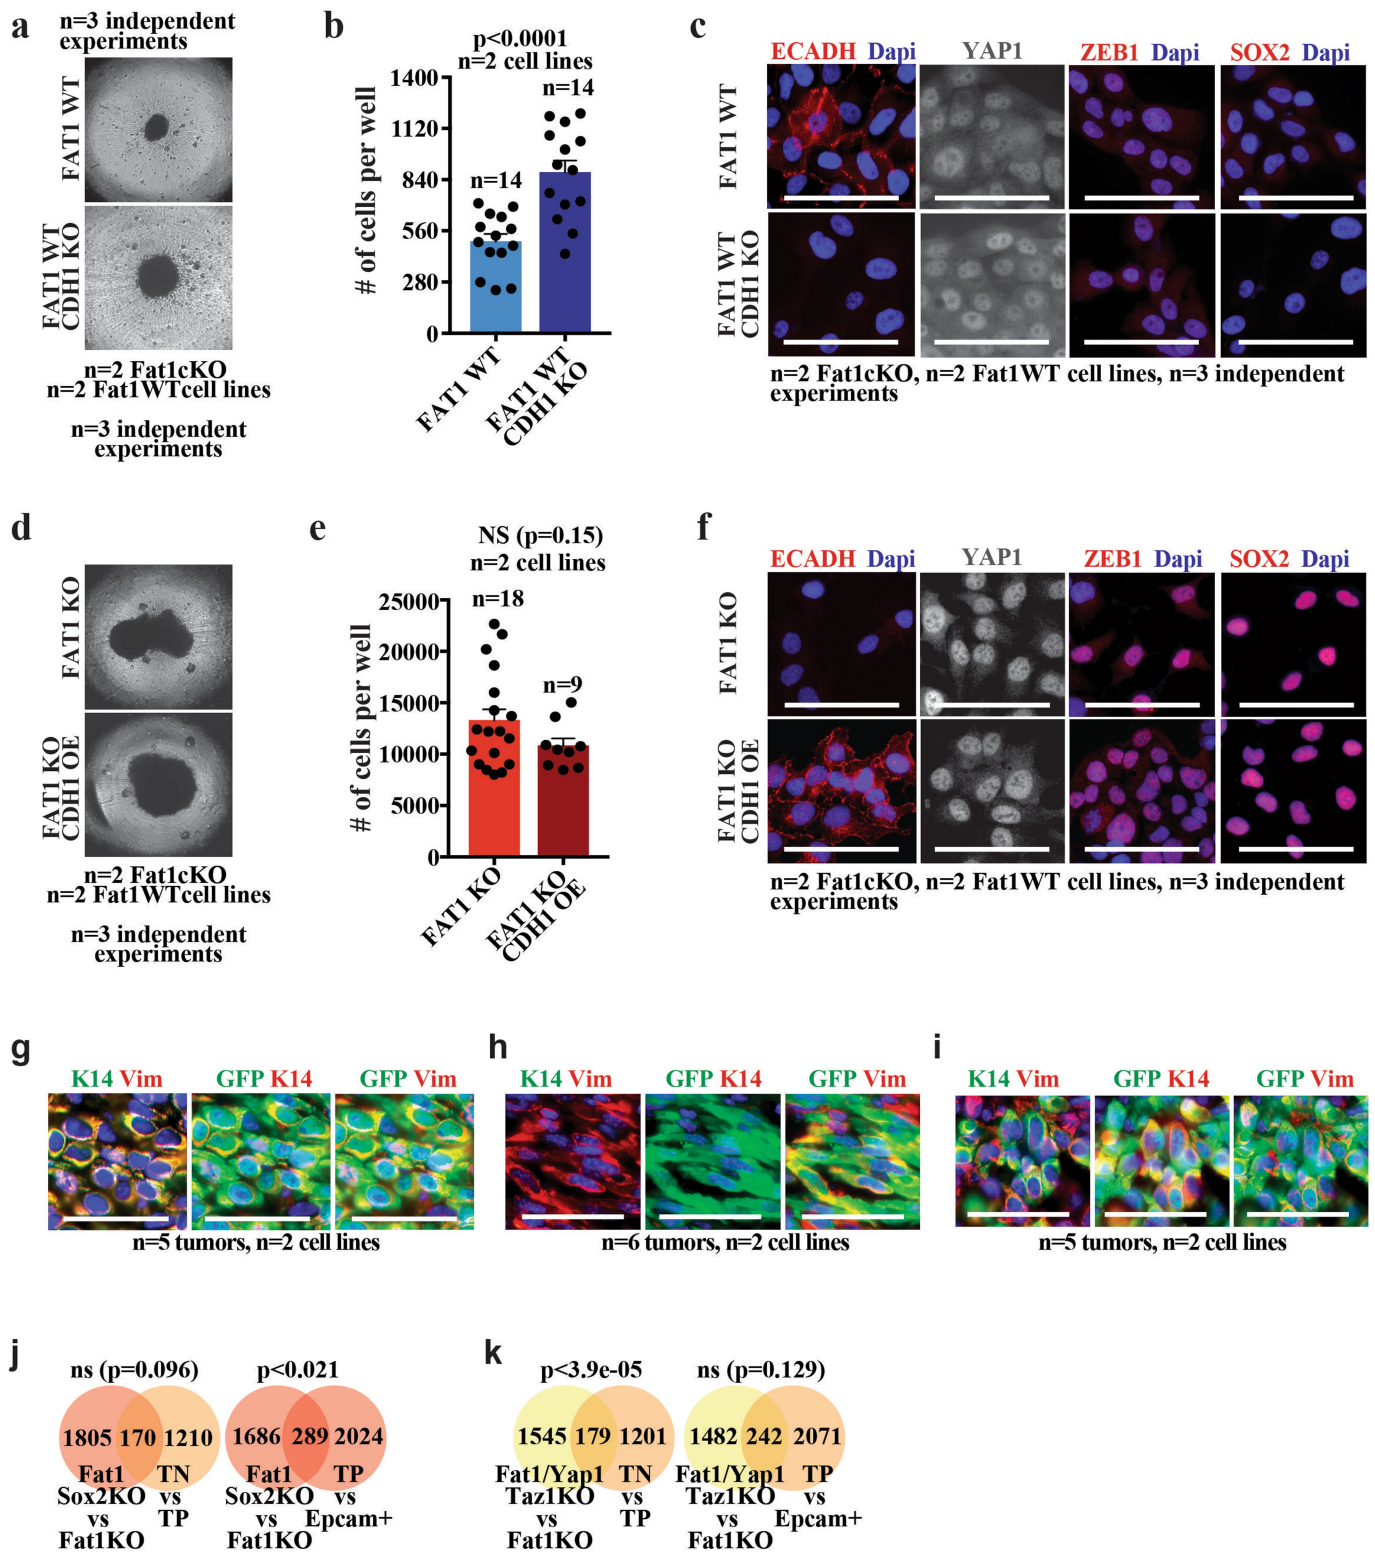 a
n=3 independent
experiments
FAT1 WT
FAT1 WT
CDH1 KO
n=2 Fat1cKO
n=2 Fat1WTcell lines
n=3 independent
experiments
b
p<0.0001
n=2 cell lines
# of cells per well
1400
1120
840
560
280
0
n=14
n=14
FAT1 WT
FAT1 WT
CDH1 KO
c
ECADH Dapi
YAP1
ZEB1 Dapi
SOX2 Dapi
FAT1 WT
FAT1 WT
CDH1 KO
n=2 Fat1cKO, n=2 Fat1WT cell lines, n=3 independent
experiments
d
FAT1 KO
FAT1 KO
CDH1 OE
n=2 Fat1cKO
n=2 Fat1WTcell lines
n=3 independent
experiments
e
NS (p=0.15)
n=2 cell lines
# of cells per well
25000
20000
15000
10000
5000
0
n=18
n=9
FAT1 KO
FAT1 KO
CDH1 OE
f
ECADH Dapi
YAP1
ZEB1 Dapi
SOX2 Dapi
FAT1 KO
FAT1 KO
CDH1 OE
n=2 Fat1cKO, n=2 Fat1WT cell lines, n=3 independent
experiments
g
K14 Vim
GFP K14
GFP Vim
n=5 tumors, n=2 cell lines
h
K14 Vim
GFP K14
GFP Vim
n=6 tumors, n=2 cell lines
i
K14 Vim
GFP K14
GFP Vim
n=5 tumors, n=2 cell lines
j
ns (p=0.096)
1805 170 1210
Fat1
Sox2KO
vs
Fat1KO
TN
vs
TP
p<0.021
1686 289 2024
Fat1
Sox2KO
vs
Fat1KO
TP
vs
Epcam+
k
p<3.9e-05
1545 179 1201
Fat1/Yap1
Taz1KO
vs
Fat1KO
TN
vs
TP
ns (p=0.129)
1482 242 2071
Fat1/Yap1
Taz1KO
vs
Fat1KO
TP
vs
Epcam+